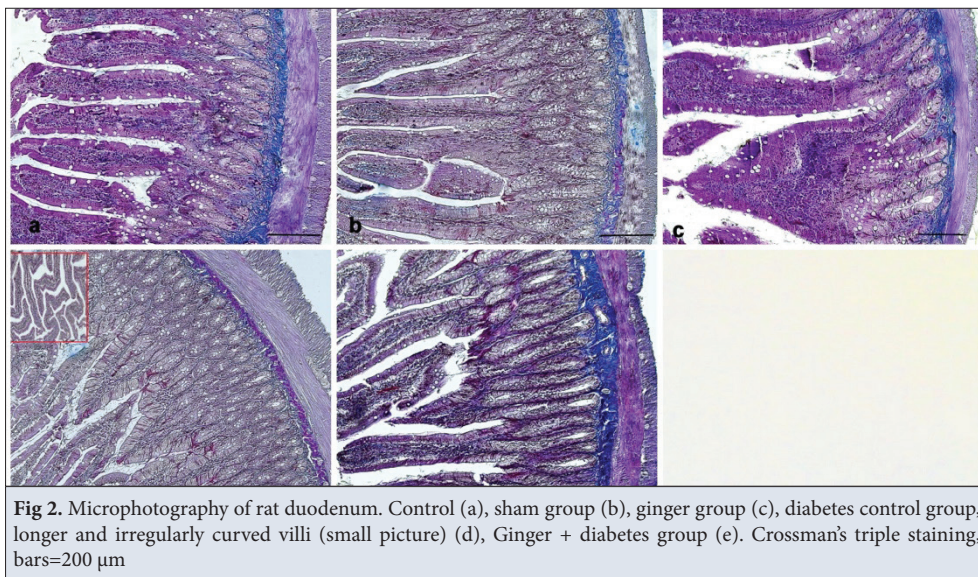 a
b
c
Fig 2. Microphotography of rat duodenum. Control (a), sham group (b), ginger group (c), diabetes control group,
longer and irregularly curved villi (small picture) (d), Ginger + diabetes group (e). Crossman's triple staining,
bars=200 μm